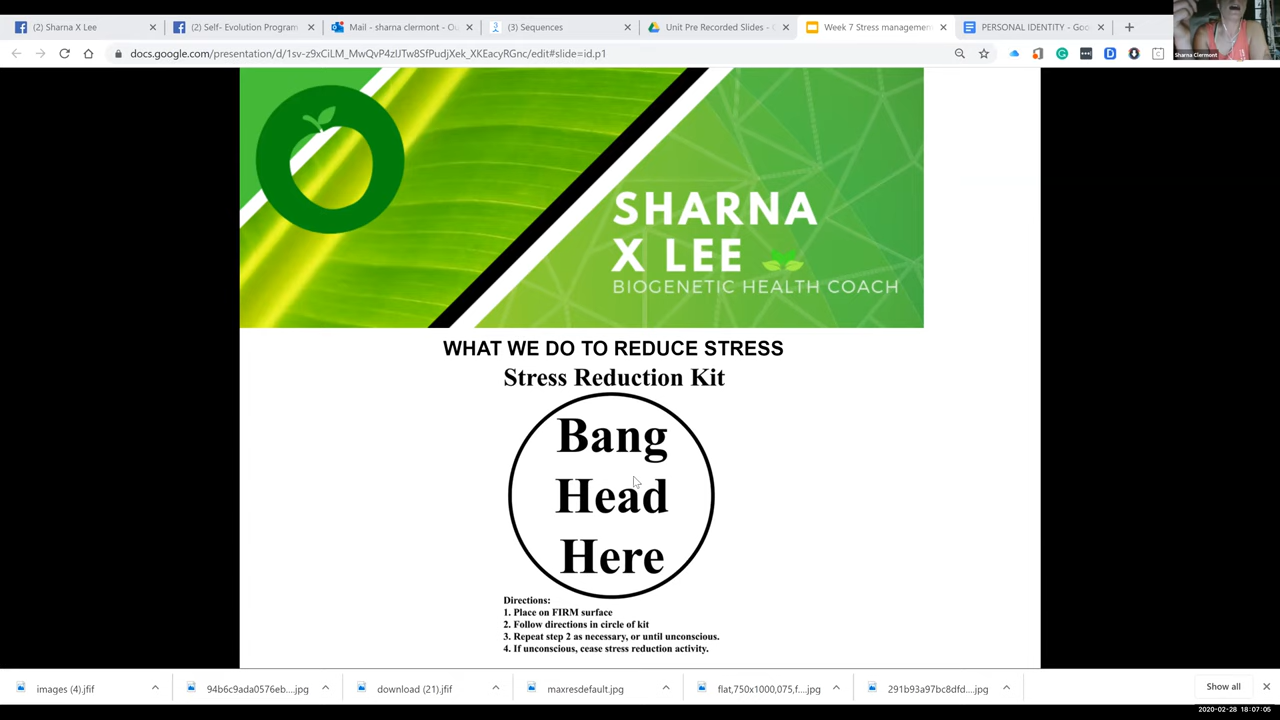 (2) Sharna X Lee
(2) Self- Evolution Program
Mail - sharna clermont - Ou
(3) Sequences
Unit Pre Recorded Slides - G
Week 7 Stress management
PERSONAL IDENTITY - Goo
Sharna Clermont
docs.google.com/presentation/d/1sv-z9xCiLM_MwQvP4zlJTw8SfPudjXek_XKEacyRGnc/edit#slide=id.p1
SHARNA
X LEE
BIOGENETIC HEALTH COACH
WHAT WE DO TO REDUCE STRESS
Stress Reduction Kit
Bang
Head
Here
Directions:
1. Place on FIRM surface
2. Follow directions in circle of kit
3. Repeat step 2 as necessary, or until unconscious.
4. If unconscious, cease stress reduction activity.
images (4).jfif
94b6c9ada0576eb....jpg
download (21).jfif
maxresdefault.jpg
flat,750x1000,075,f....jpg
291b93a97bc8dfd....jpg
Show all
2020-02-28 18:07:05